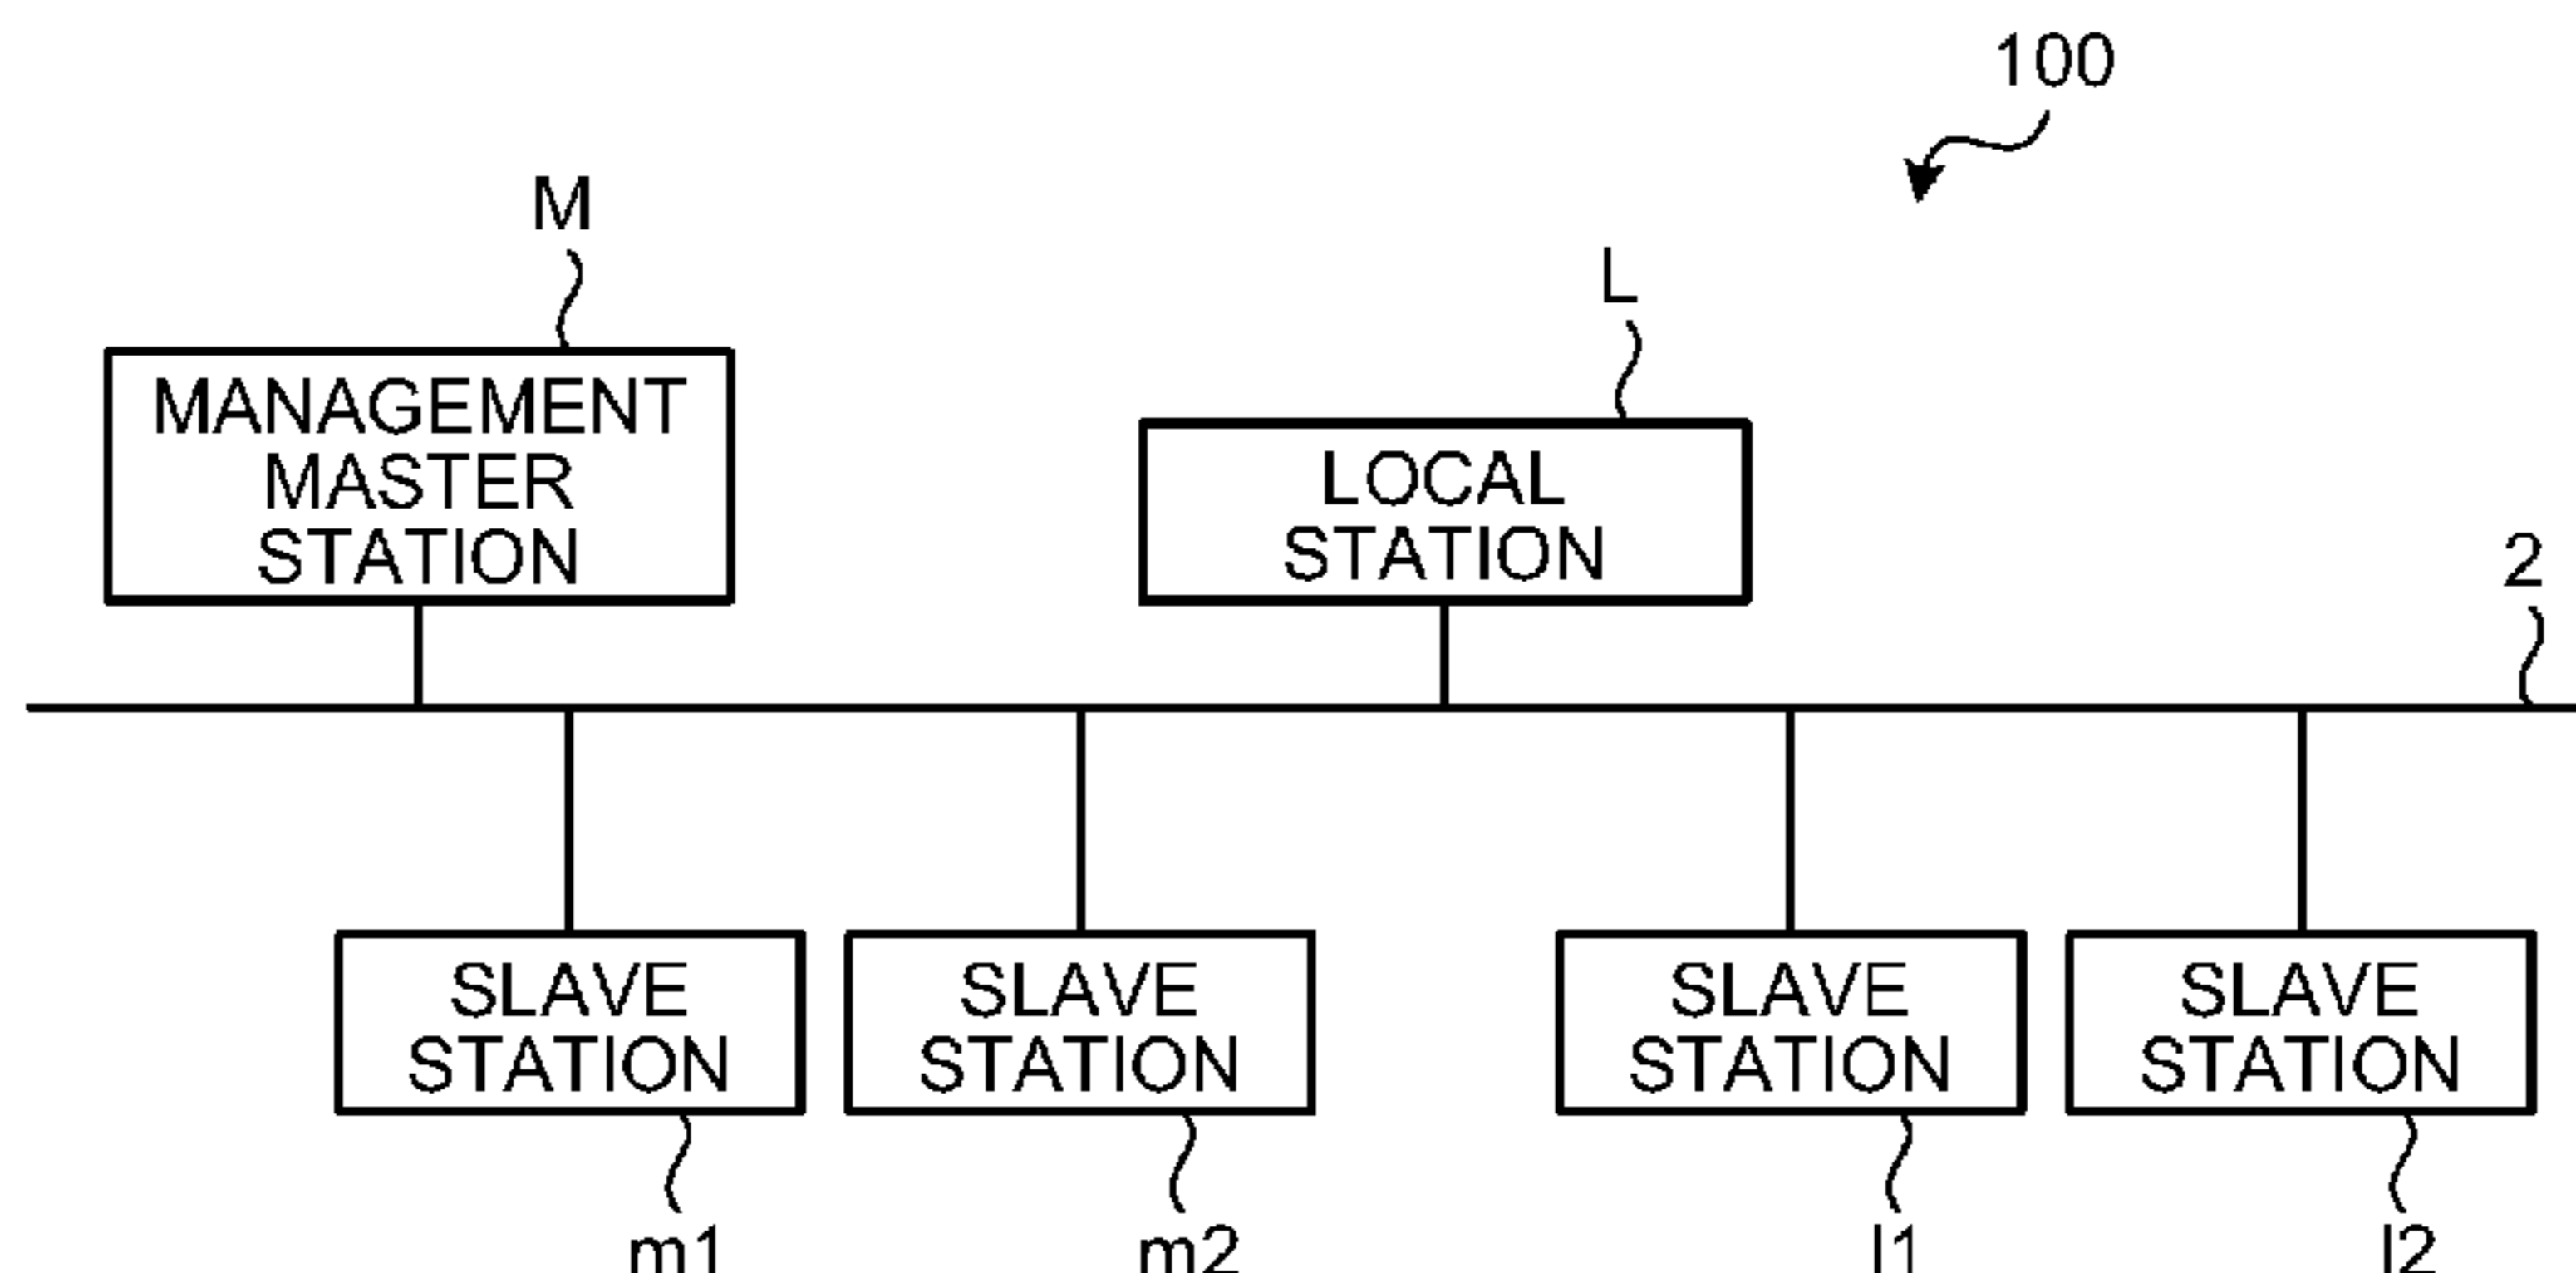 100
M
L
MANAGEMENT
MASTER
STATION
LOCAL
STATION
2
SLAVE
STATION
SLAVE
STATION
SLAVE
STATION
SLAVE
STATION
m1
m2
l1
l2